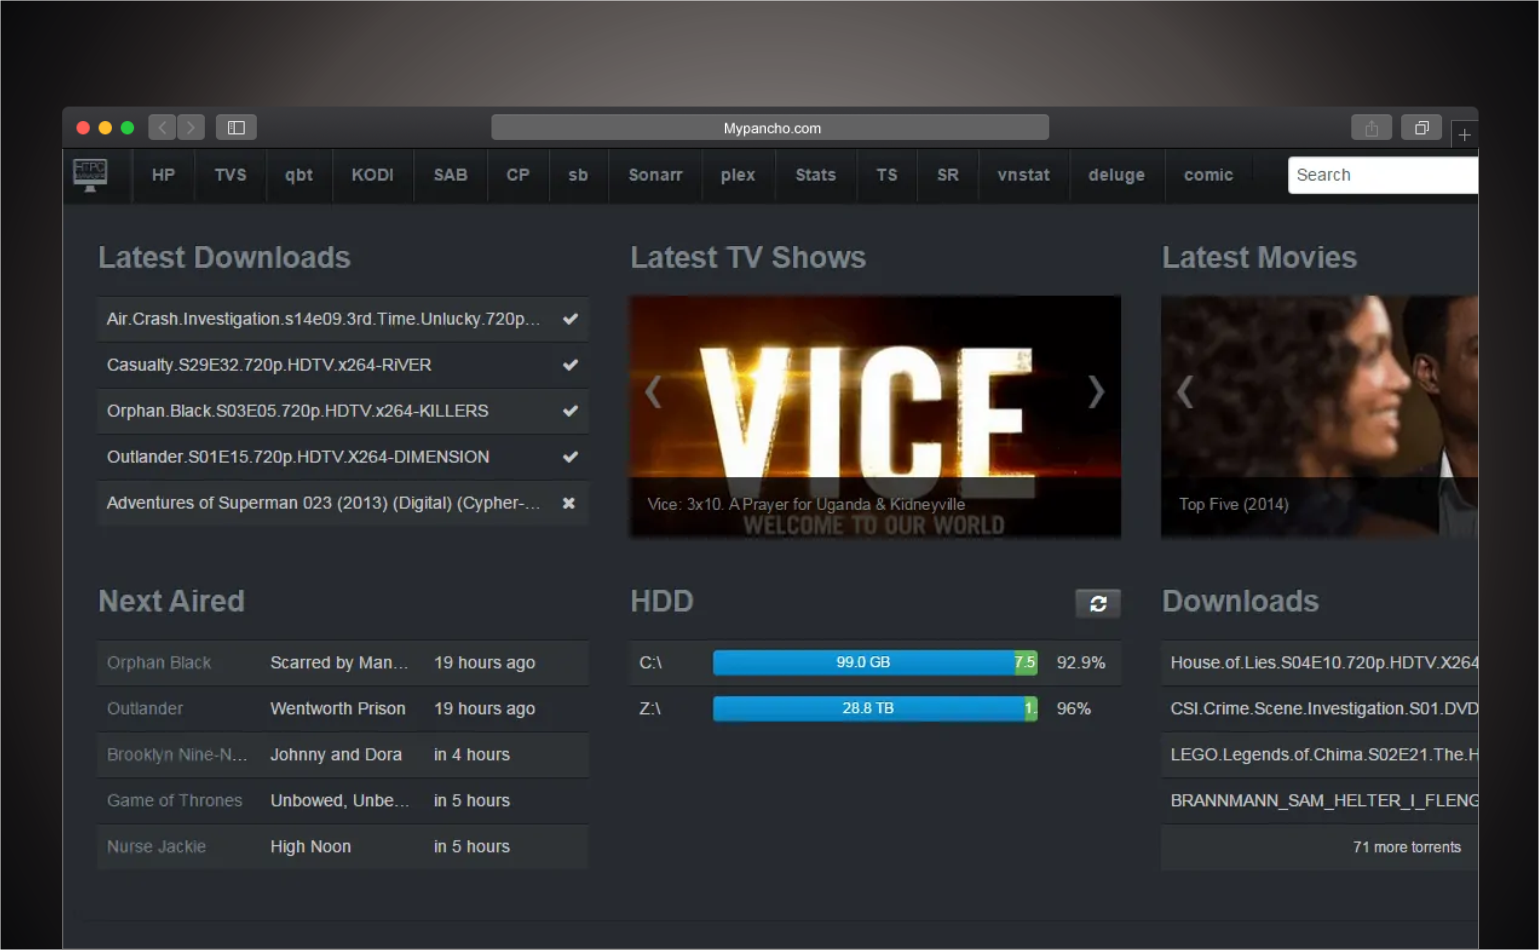 Mypancho.com
HTPC
MANAGER
HP TVS qbt KODI SAB CP sb Sonarr plex Stats TS SR vnstat deluge comic Search
Latest Downloads
Air.Crash.Investigation.s14e09.3rd.Time.Unlucky.720p...
Casualty.S29E32.720p.HDTV.x264-RiVER
Orphan.Black.S03E05.720p.HDTV.x264-KILLERS
Outlander.S01E15.720p.HDTV.X264-DIMENSION
Adventures of Superman 023 (2013) (Digital) (Cypher-...
Latest TV Shows
VICE
Vice: 3x10. A Prayer for Uganda & Kidneyville
WELCOME TO OUR WORLD
Latest Movies
Top Five (2014)
Next Aired
Orphan Black Scarred by Man... 19 hours ago
Outlander Wentworth Prison 19 hours ago
Brooklyn Nine-N... Johnny and Dora in 4 hours
Game of Thrones Unbowed, Unbe... in 5 hours
Nurse Jackie High Noon in 5 hours
HDD
C:\ 99.0 GB 7.5 92.9%
Z:\ 28.8 TB 1. 96%
Downloads
House.of.Lies.S04E10.720p.HDTV.X264
CSI.Crime.Scene.Investigation.S01.DVD
LEGO.Legends.of.Chima.S02E21.The.H
BRANNMANN_SAM_HELTER_I_FLENG
71 more torrents